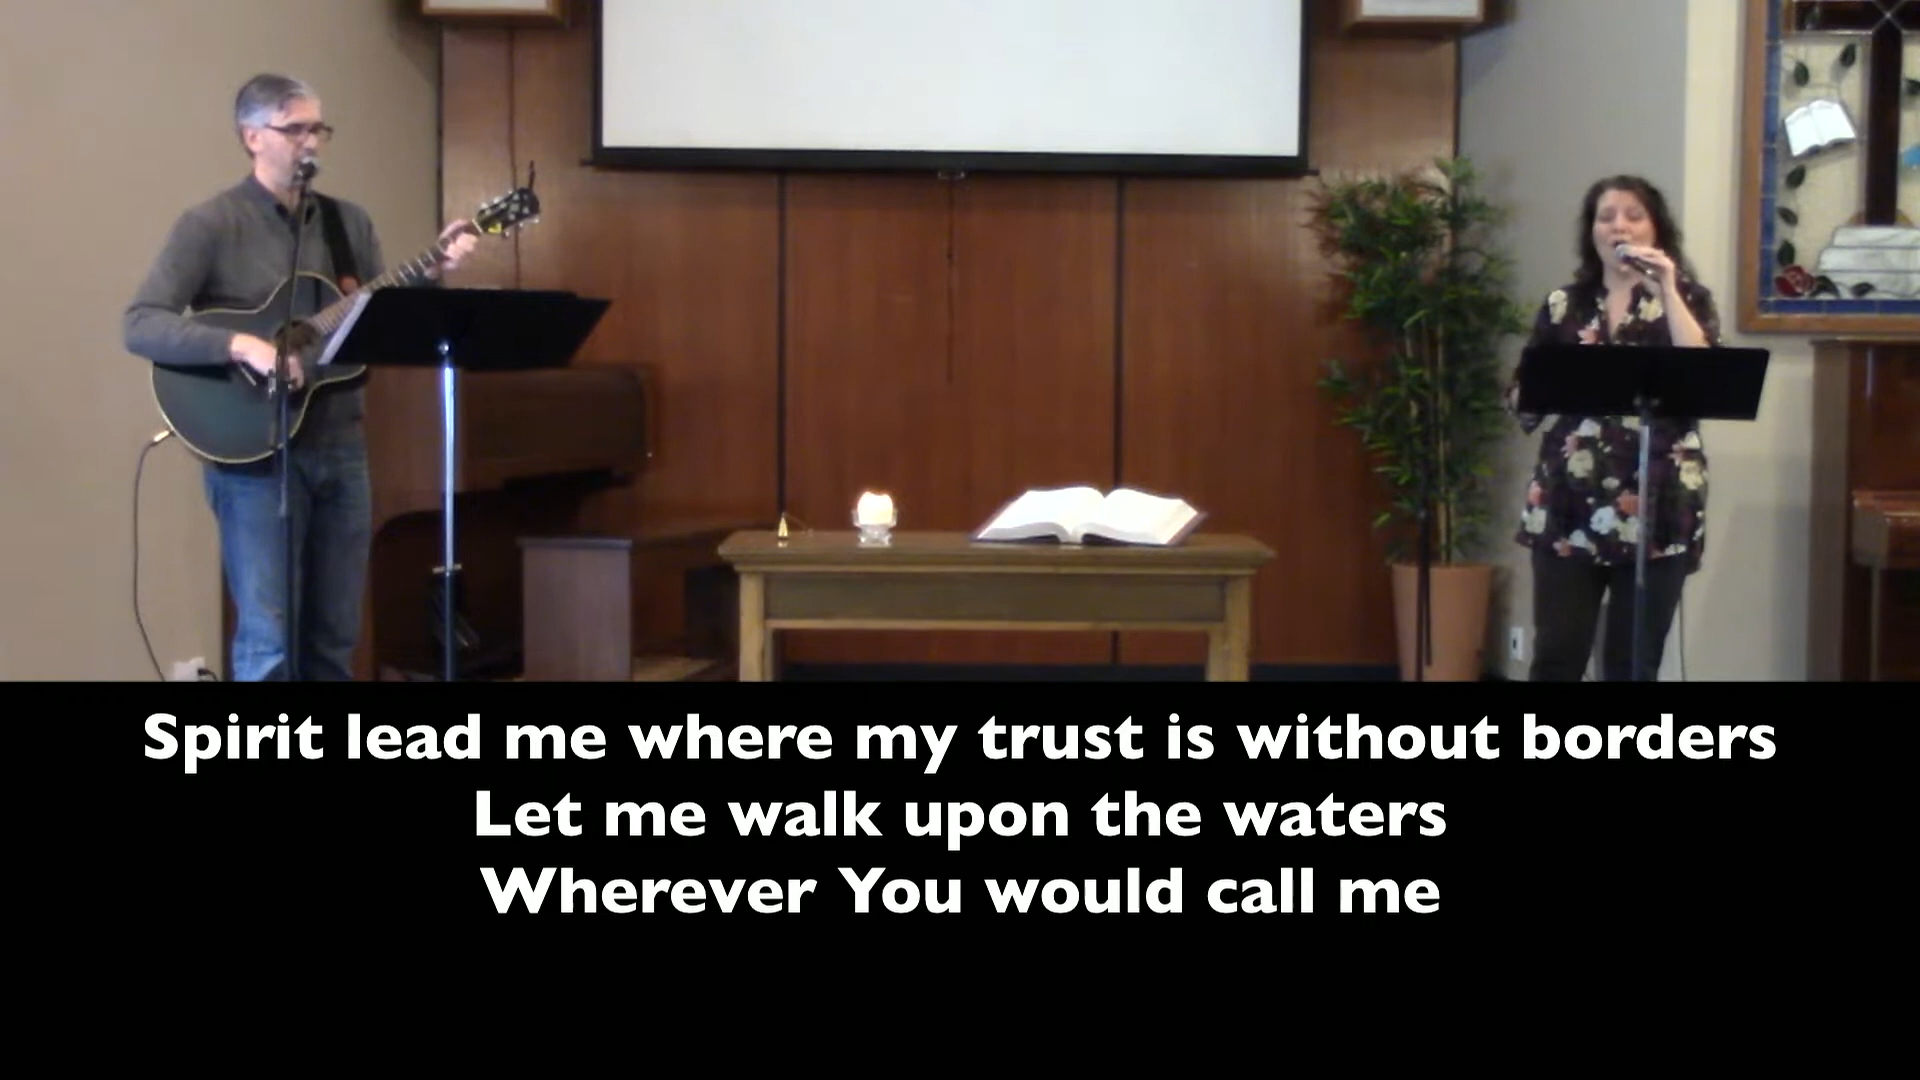 Spirit lead me where my trust is without borders
Let me walk upon the waters
Wherever You would call me